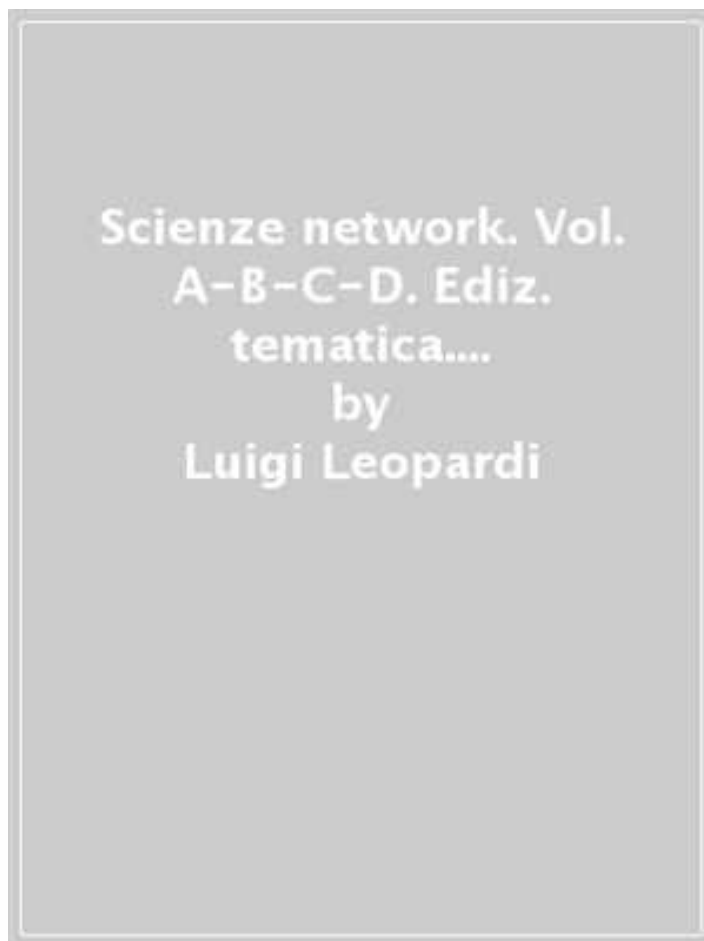 Scienze network. Vol.
A-B-C-D. Ediz.
tematica....
by
Luigi Leopardi